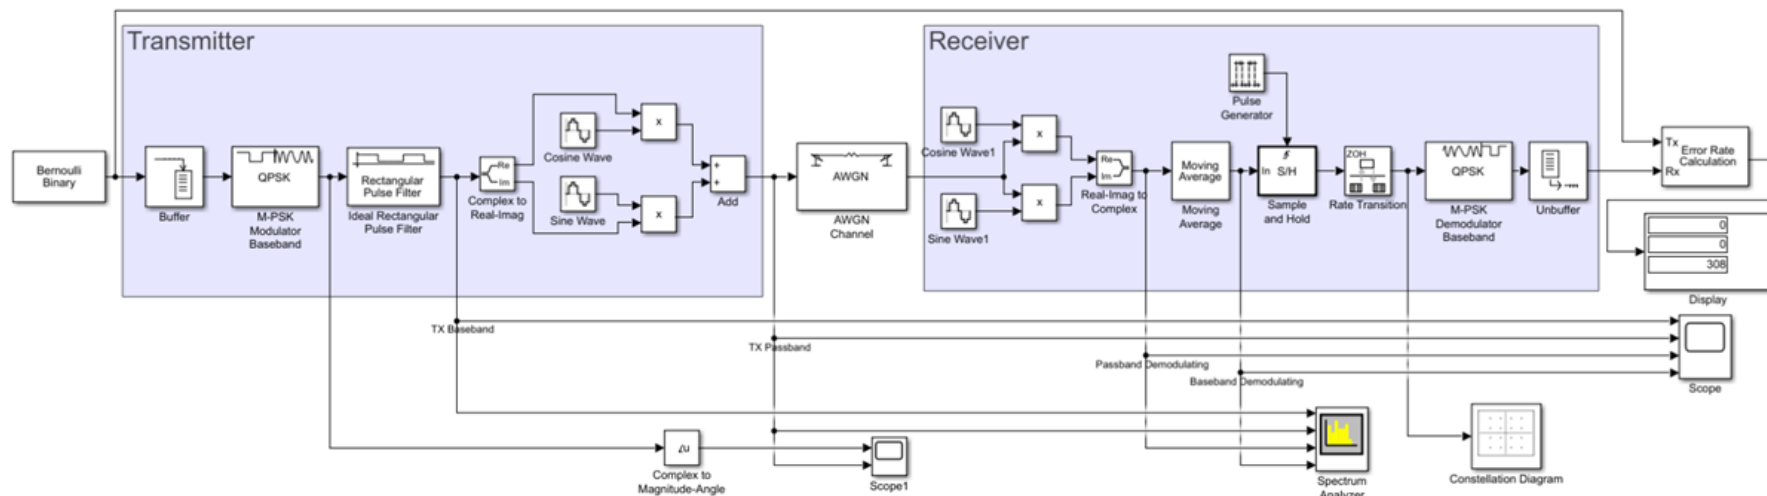 Transmitter
Receiver
Bernoulli
Binary
Buffer
QPSK
M-PSK
Modulator
Baseband
Rectangular
Pulse Filter
Ideal Rectangular
Pulse Filter
Re
Im
Complex to
Real-Imag
Cosine Wave
Sine Wave
x
x
+
+
Add
AWGN
AWGN
Channel
Cosine Wave1
Sine Wave1
x
x
Re
Im
Real-Imag to
Complex
Moving
Average
Moving
Average
Pulse
Generator
In
S/H
Sample
and Hold
ZOH
Rate Transition
QPSK
M-PSK
Demodulator
Baseband
Unbuffer
Tx
Rx
Error Rate
Calculation
0
0
308
Display
TX Baseband
TX Passband
Passband Demodulating
Baseband Demodulating
Scope
Complex to
Magnitude-Angle
Scope1
Spectrum
Analyzer
Constellation Diagram